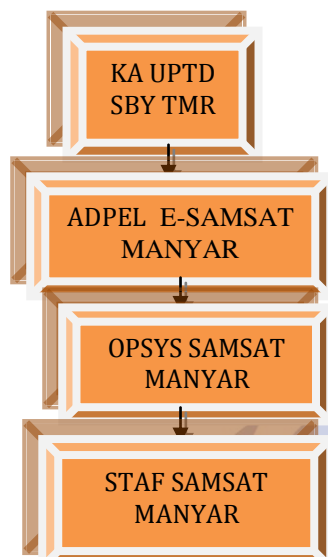 KA UPTD
SBY TMR
ADPEL E-SAMSAT
MANYAR
OPSYS SAMSAT
MANYAR
STAF SAMSAT
MANYAR